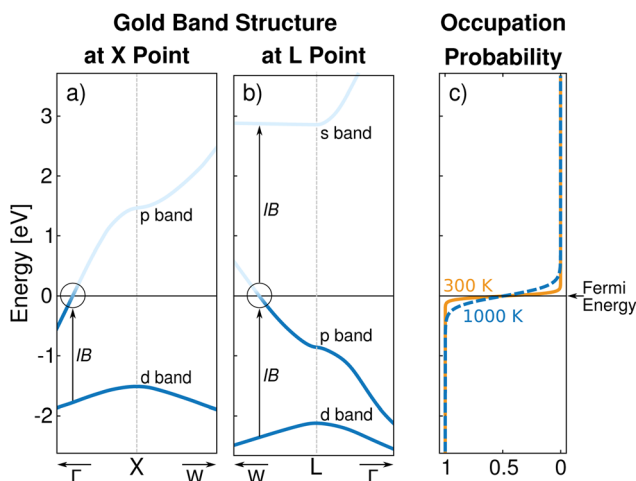 Gold Band Structure
at X Point
at L Point
Occupation
Probability
a)
b)
c)
Energy [eV]
3
2
1
0
-1
-2
p band
d band
IB
s band
p band
d band
IB
IB
300 K
1000 K
Fermi
Energy
Γ
X
W
W
L
Γ
1
0.5
0